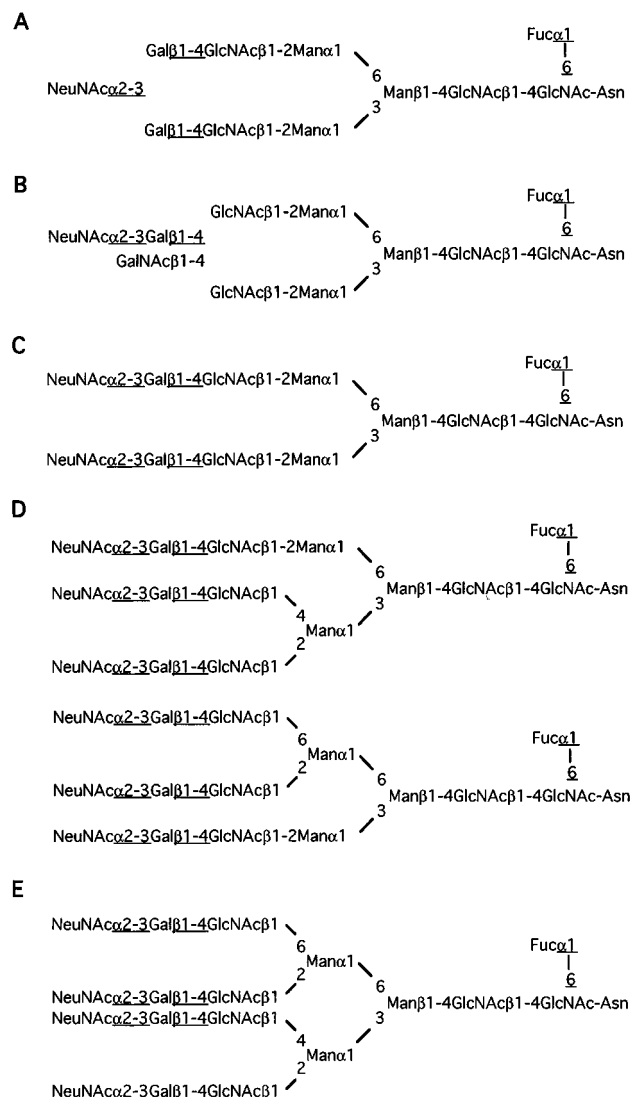 A
Fucα1
Galβ1-4GlcNAcβ1-2Manα1
6
6
NeuNAcα2-3
Manβ1-4GlcNAcβ1-4GlcNAc-Asn
3
Galβ1-4GlcNAcβ1-2Manα1
B
Fucα1
GlcNAcβ1-2Manα1
6
6
NeuNAcα2-3Galβ1-4
Manβ1-4GlcNAcβ1-4GlcNAc-Asn
GalNAcβ1-4
3
GlcNAcβ1-2Manα1
C
Fucα1
NeuNAcα2-3Galβ1-4GlcNAcβ1-2Manα1
6
6
Manβ1-4GlcNAcβ1-4GlcNAc-Asn
3
NeuNAcα2-3Galβ1-4GlcNAcβ1-2Manα1
D
Fucα1
NeuNAcα2-3Galβ1-4GlcNAcβ1-2Manα1
6
6
NeuNAcα2-3Galβ1-4GlcNAcβ1
Manβ1-4GlcNAcβ1-4GlcNAc-Asn
4
3
Manα1
2
NeuNAcα2-3Galβ1-4GlcNAcβ1
NeuNAcα2-3Galβ1-4GlcNAcβ1
Fucα1
6
Manα1
2
6
6
NeuNAcα2-3Galβ1-4GlcNAcβ1
Manβ1-4GlcNAcβ1-4GlcNAc-Asn
3
NeuNAcα2-3Galβ1-4GlcNAcβ1-2Manα1
E
NeuNAcα2-3Galβ1-4GlcNAcβ1
Fucα1
6
Manα1
2
6
6
NeuNAcα2-3Galβ1-4GlcNAcβ1
Manβ1-4GlcNAcβ1-4GlcNAc-Asn
NeuNAcα2-3Galβ1-4GlcNAcβ1
3
4
Manα1
2
NeuNAcα2-3Galβ1-4GlcNAcβ1